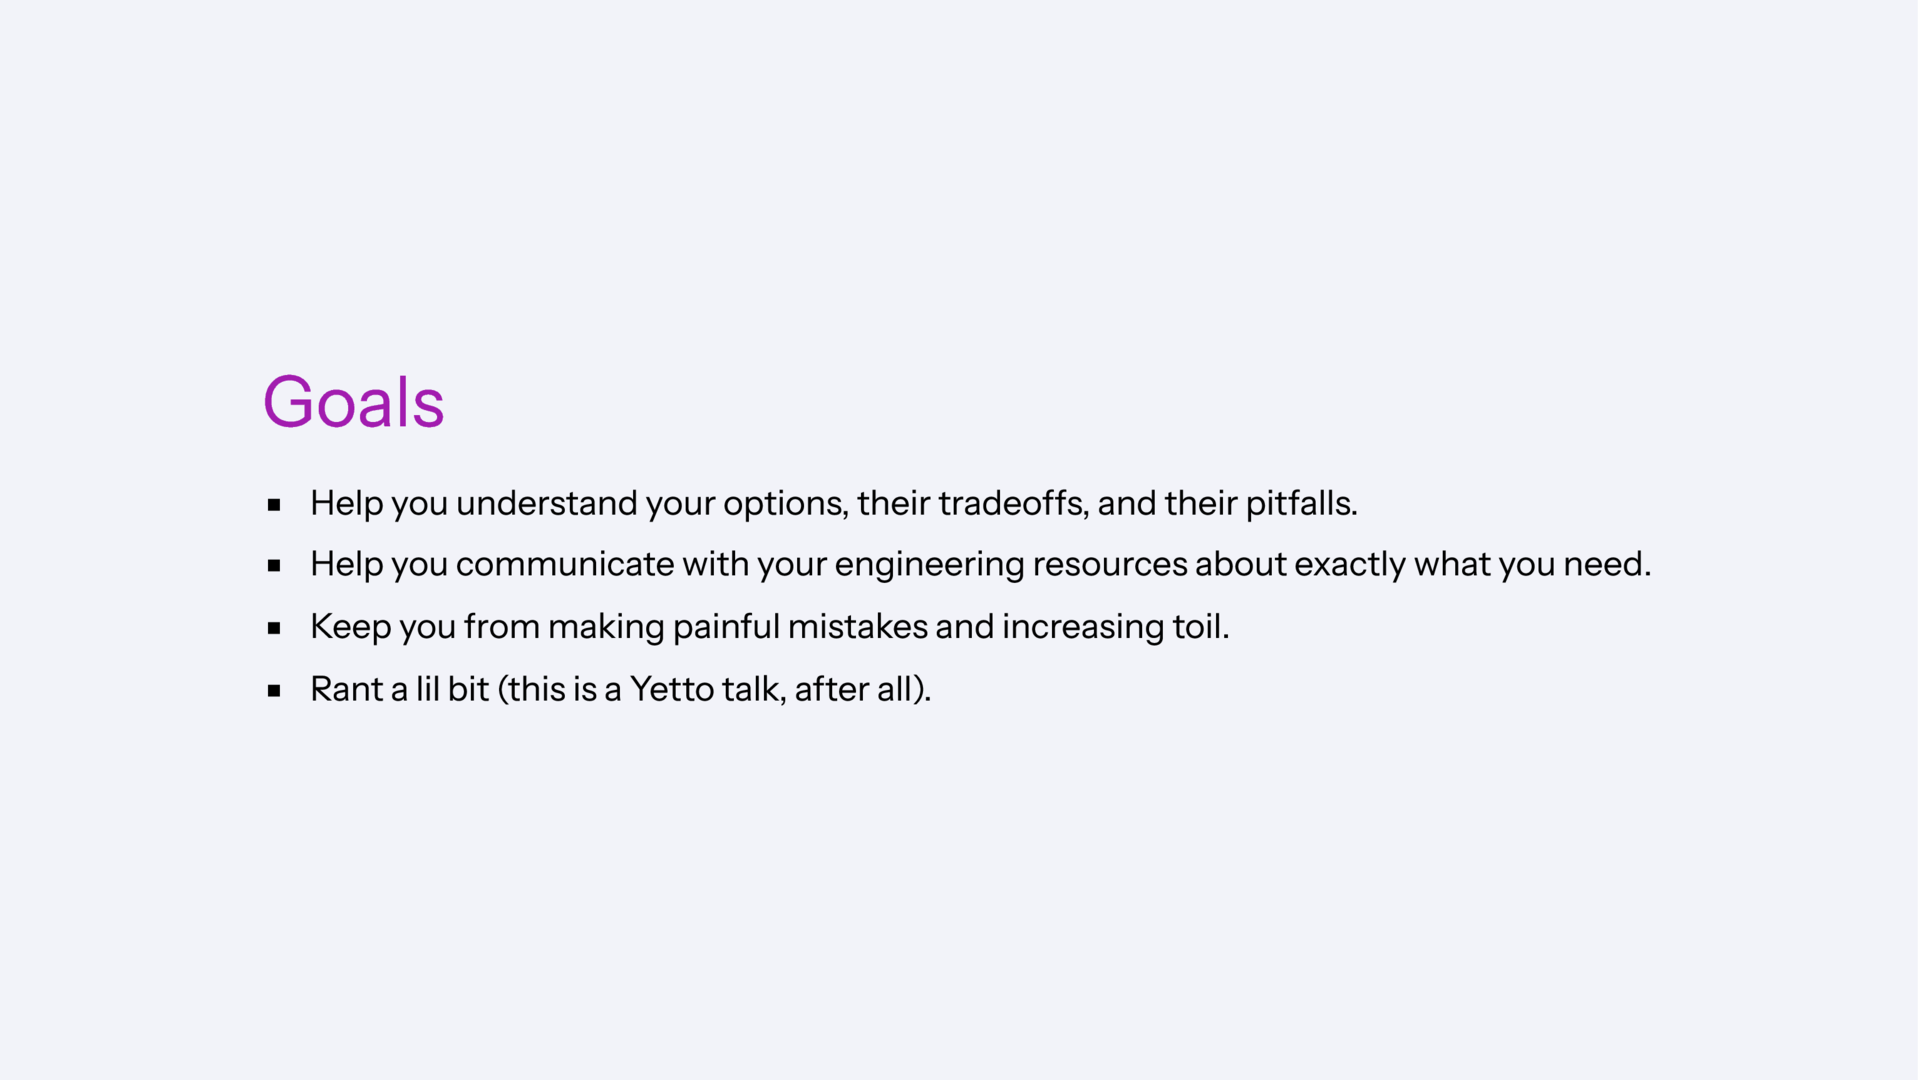 Goals
▪ Help you understand your options, their tradeoffs, and their pitfalls.
▪ Help you communicate with your engineering resources about exactly what you need.
▪ Keep you from making painful mistakes and increasing toil.
▪ Rant a lil bit (this is a Yetto talk, after all).